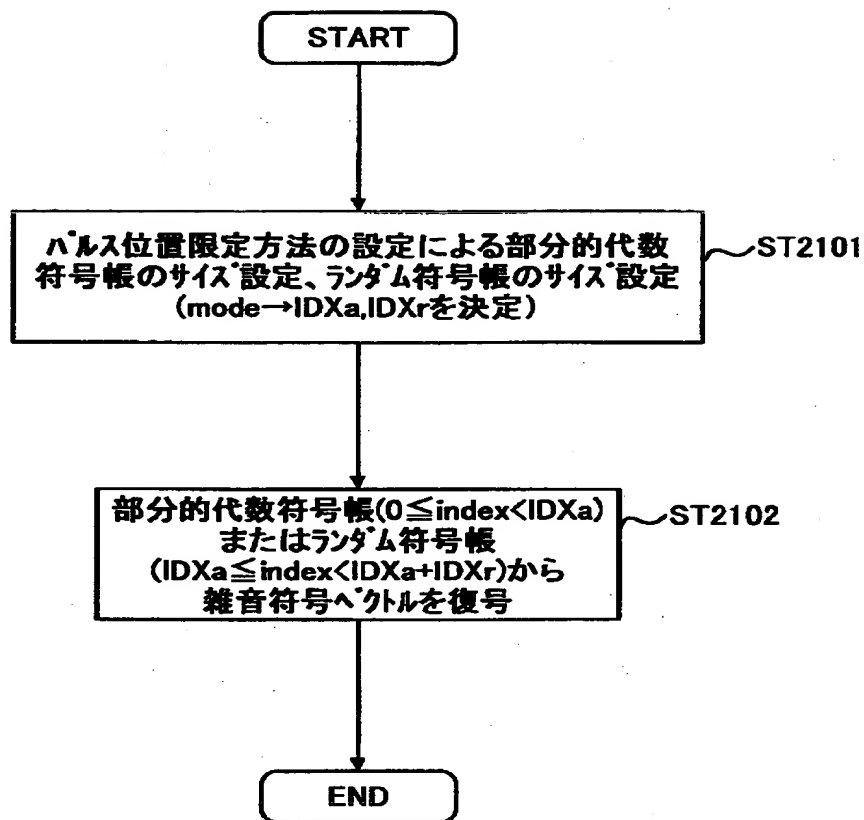 START
パルス位置限定方法の設定による部分的代数
符号帳のサイズ設定、ランダム符号帳のサイズ設定
(mode→IDXa,IDXrを決定)
ST2101
部分的代数符号帳(0≦index<IDXa)
またはランダム符号帳
(IDXa≦index<IDXa+IDXr)から
雑音符号ベクトルを復号
ST2102
END